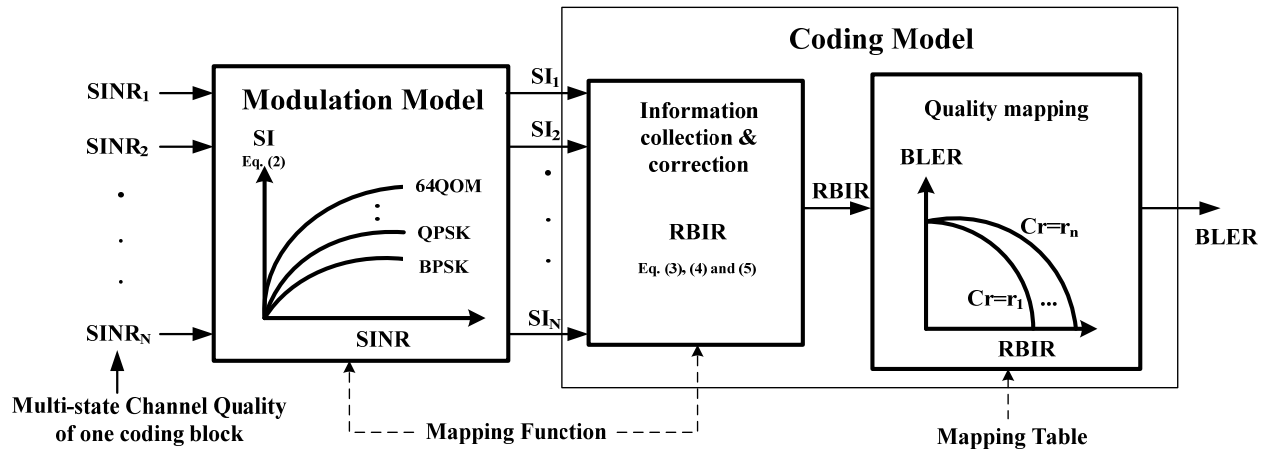 Coding Model
SINR1
SINR2
SINRN
Multi-state Channel Quality
of one coding block
Modulation Model
SI
Eq. (2)
64QOM
QPSK
BPSK
SINR
SI1
SI2
SIN
Information
collection &
correction
RBIR
Eq. (3), (4) and (5)
RBIR
Quality mapping
BLER
Cr=rn
Cr=r1 ...
RBIR
BLER
Mapping Function
Mapping Table